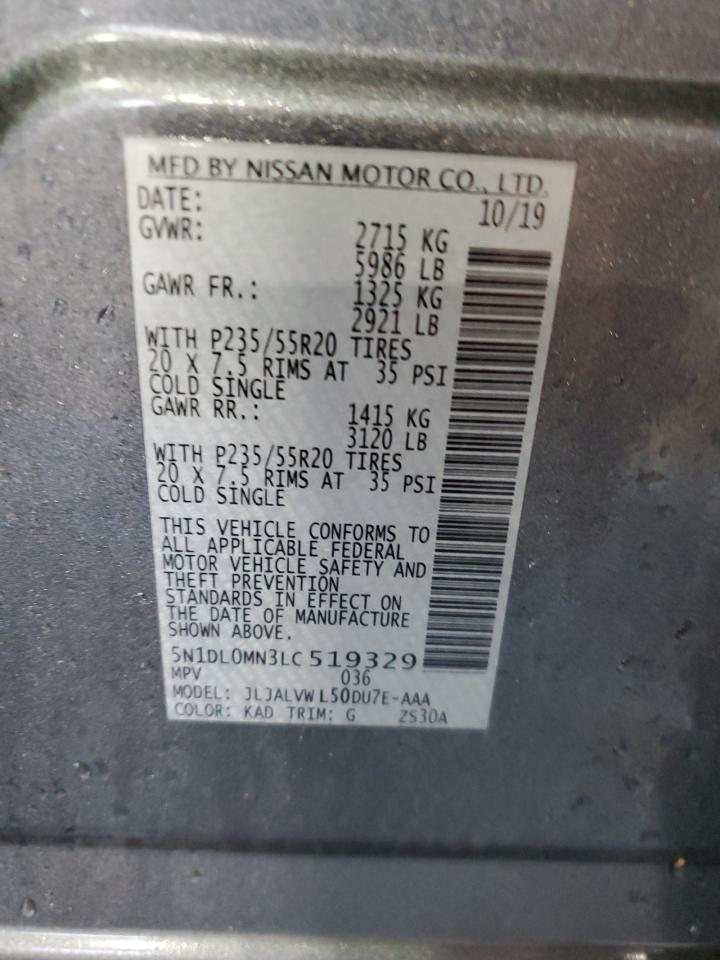 MFD BY NISSAN MOTOR CO., LTD.
DATE: 10/19
GVWR: 2715 KG
5986 LB
GAWR FR.: 1325 KG
2921 LB
WITH P235/55R20 TIRES
20 X 7.5 RIMS AT 35 PSI
COLD SINGLE
GAWR RR.: 1415 KG
3120 LB
WITH P235/55R20 TIRES
20 X 7.5 RIMS AT 35 PSI
COLD SINGLE
THIS VEHICLE CONFORMS TO
ALL APPLICABLE FEDERAL
MOTOR VEHICLE SAFETY AND
THEFT PREVENTION
STANDARDS IN EFFECT ON
THE DATE OF MANUFACTURE
SHOWN ABOVE.
5N1DL0MN3LC519329
MPV 036
MODEL: JLJALVWL50DU7E-AAA
COLOR: KAD TRIM: G ZS30A